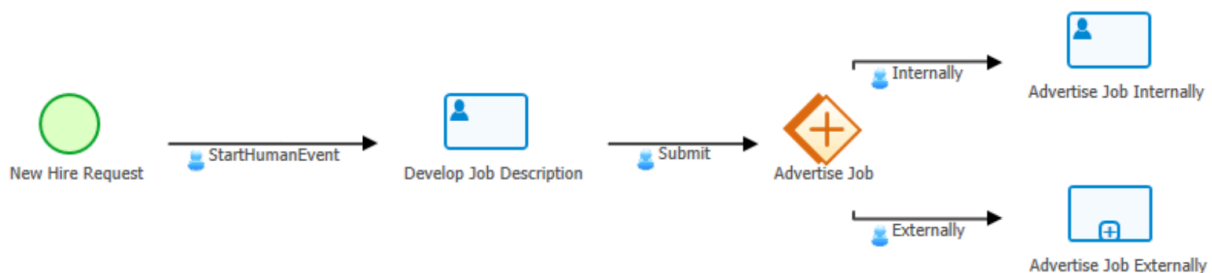 Internally
Advertise Job Internally
StartHumanEvent
Submit
New Hire Request
Develop Job Description
Advertise Job
Externally
Advertise Job Externally